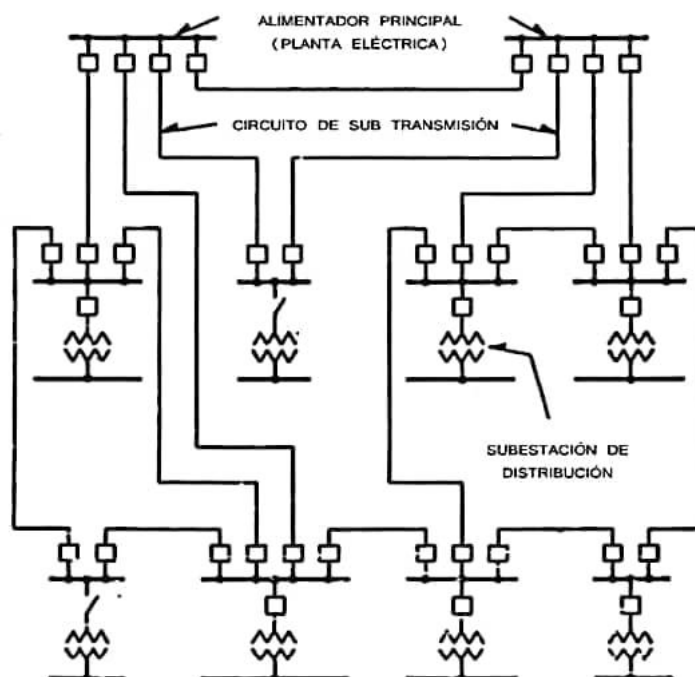 ALIMENTADOR PRINCIPAL
(PLANTA ELÉCTRICA)
CIRCUITO DE SUB TRANSMISIÓN
SUBESTACIÓN DE
DISTRIBUCIÓN